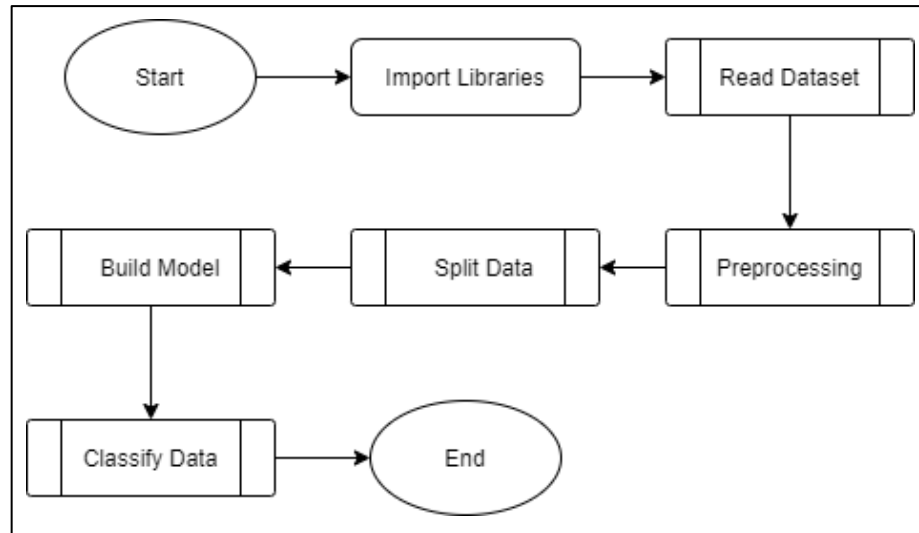 Start
Import Libraries
Read Dataset
Preprocessing
Split Data
Build Model
Classify Data
End